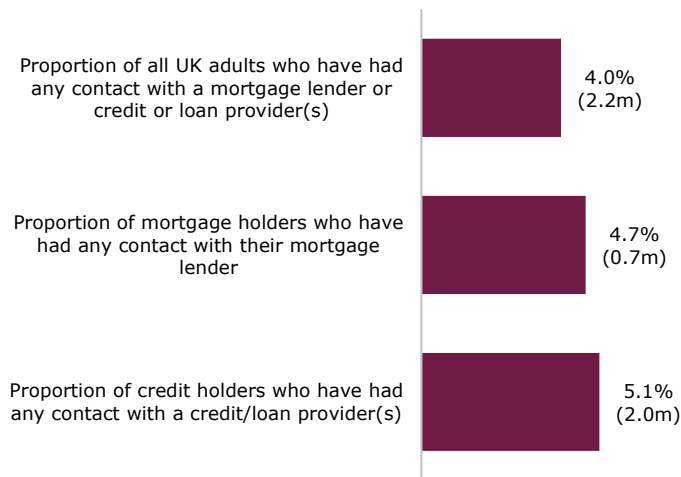 Proportion of all UK adults who have had
any contact with a mortgage lender or
credit or loan provider(s)
4.0%
(2.2m)
Proportion of mortgage holders who have
had any contact with their mortgage
lender
4.7%
(0.7m)
Proportion of credit holders who have had
any contact with a credit/loan provider(s)
5.1%
(2.0m)